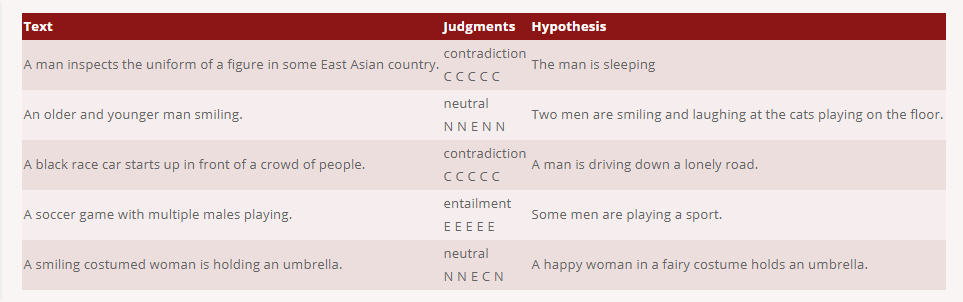 Text Judgments Hypothesis
A man inspects the uniform of a figure in some East Asian country. contradiction C C C C C The man is sleeping
An older and younger man smiling. neutral N N E N N Two men are smiling and laughing at the cats playing on the floor.
A black race car starts up in front of a crowd of people. contradiction C C C C C A man is driving down a lonely road.
A soccer game with multiple males playing. entailment E E E E E Some men are playing a sport.
A smiling costumed woman is holding an umbrella. neutral N N E C N A happy woman in a fairy costume holds an umbrella.